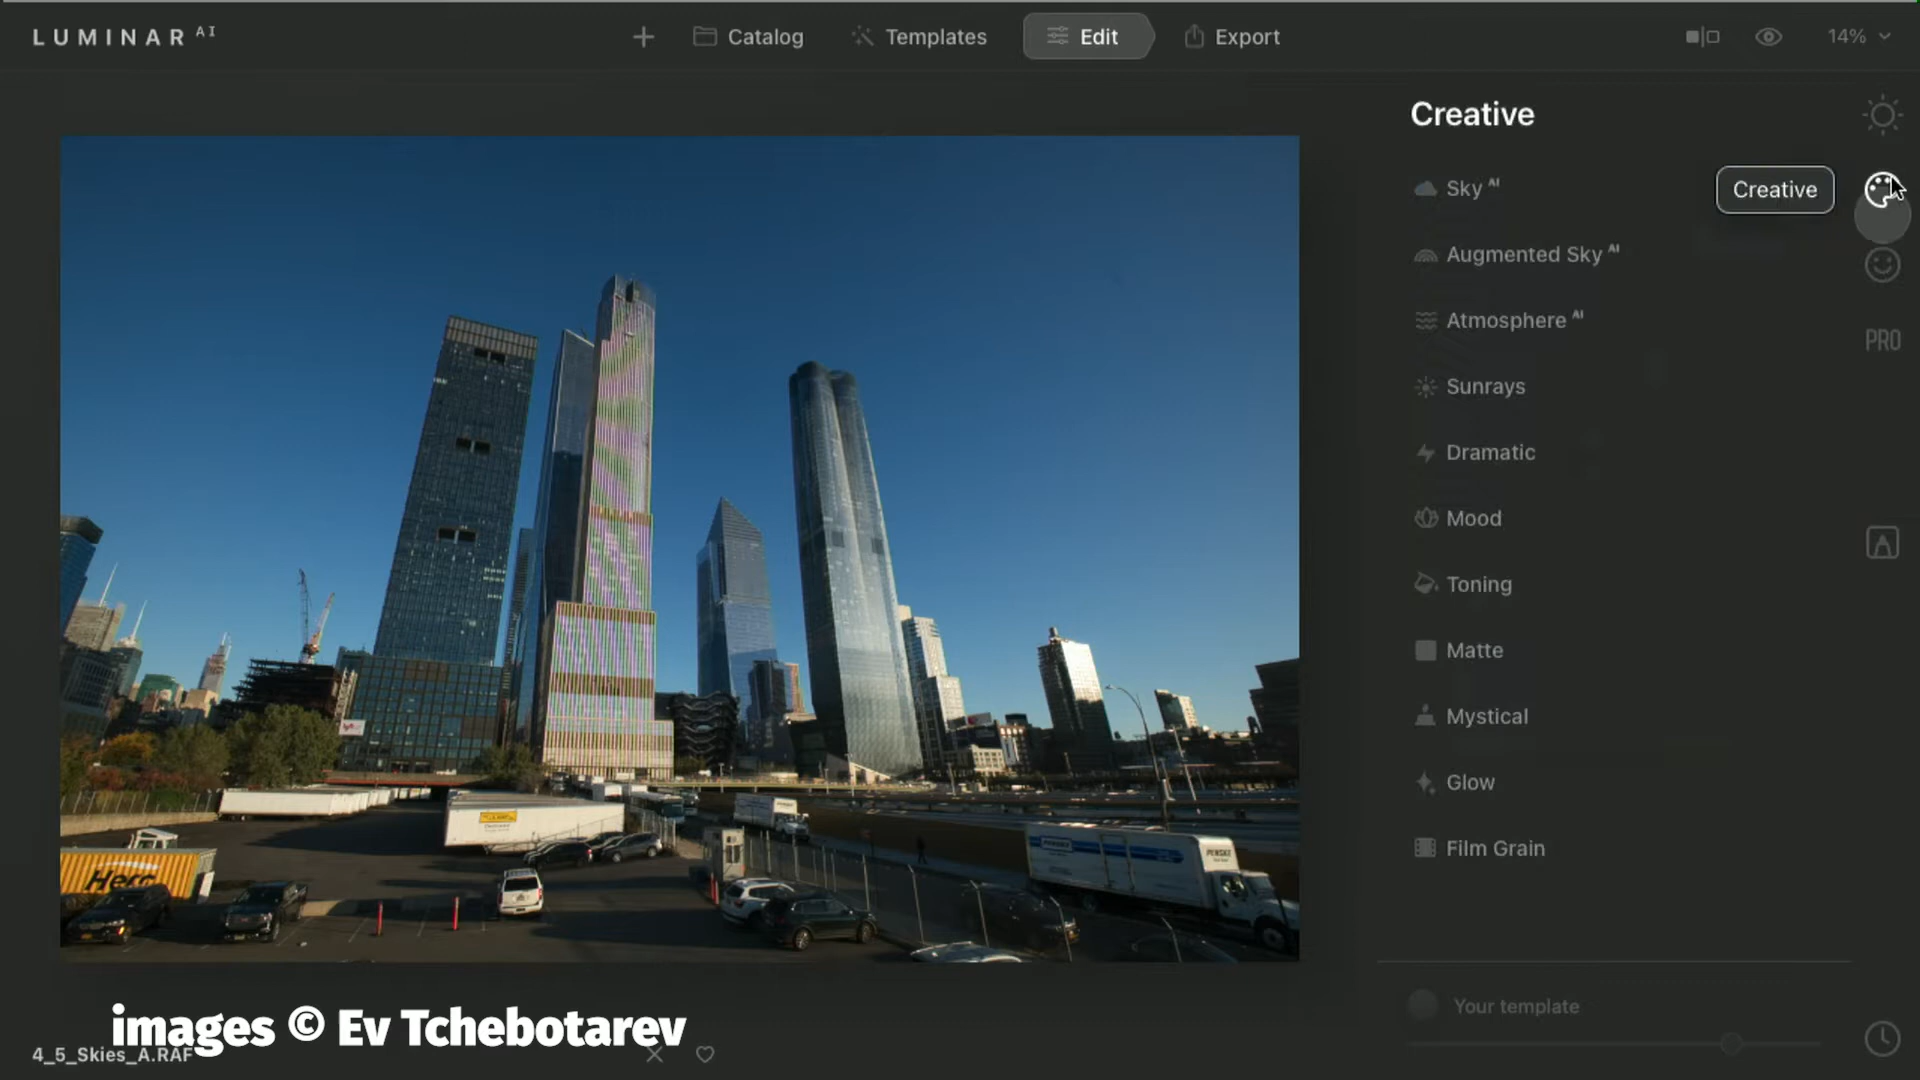 LUMINAR AI
Catalog
Templates
Edit
Export
14%
Creative
Sky AI
Creative
Augmented Sky AI
Atmosphere AI
PRO
Sunrays
Dramatic
Mood
Toning
Matte
Mystical
Glow
Film Grain
Your template
PENSKE
images © Ev Tchebotarev
4_5_Skies_A.RAF